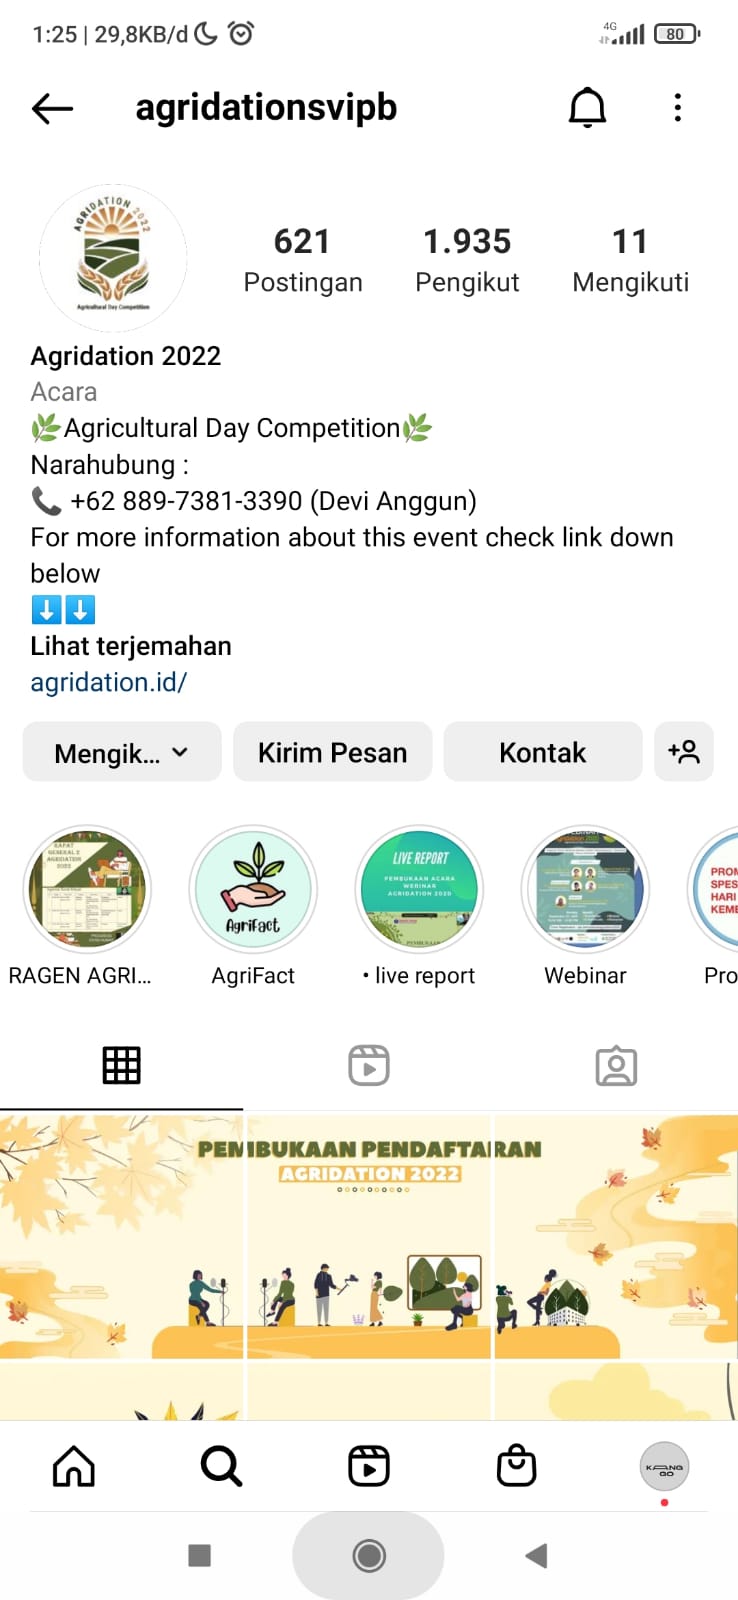 1:25 | 29,8KB/d
4G
80
agridationsvipb
AGRIDATION 2022
Agricultural Day Competition
621
1.935
11
Postingan
Pengikut
Mengikuti
Agridation 2022
Acara
🌿Agricultural Day Competition🌿
Narahubung :
📞 +62 889-7381-3390 (Devi Anggun)
For more information about this event check link down
below
⬇️⬇️
Lihat terjemahan
agridation.id/
Mengik...
Kirim Pesan
Kontak
RAPAT
GENERAL 2
AGRIDATION
2022
AgriFact
LIVE REPORT
PEMBUKAAN ACARA
WEBINAR
AGRIDATION 2020
PROM
SPES
HARI
KEME
RAGEN AGRI...
AgriFact
• live report
Webinar
Pro
PEMBUKAAN PENDAFTARAN
AGRIDATION 2022
KANGGO